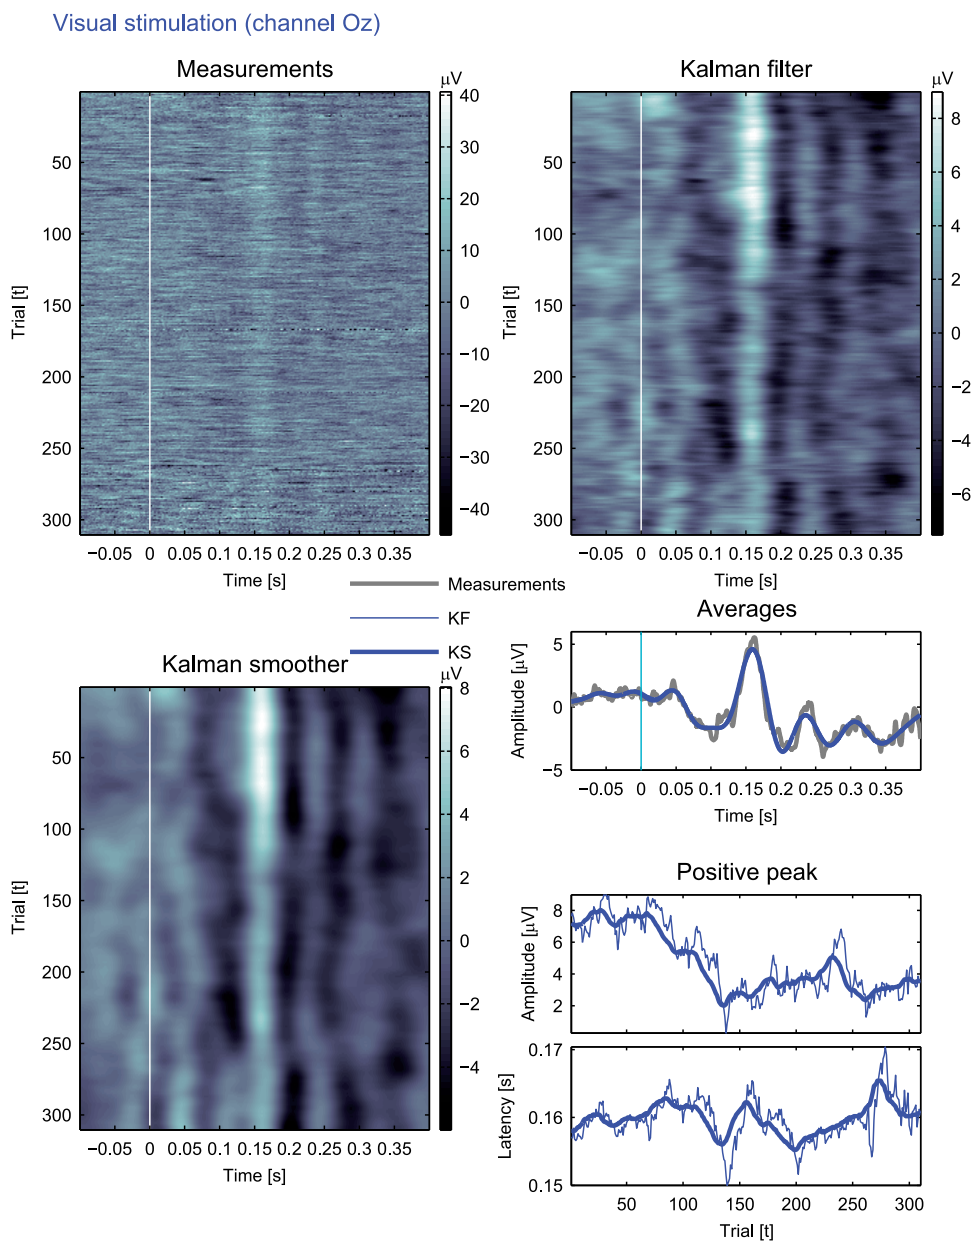 Visual stimulation (channel Oz)
Measurements
μV
40
30
20
10
0
−10
−20
−30
−40
Trial [t]
50
100
150
200
250
300
−0.05 0 0.05 0.1 0.15 0.2 0.25 0.3 0.35
Time [s]
Kalman filter
μV
8
6
4
2
0
−2
−4
−6
Trial [t]
50
100
150
200
250
300
−0.05 0 0.05 0.1 0.15 0.2 0.25 0.3 0.35
Time [s]
Measurements
KF
KS
Kalman smoother
μV
8
6
4
2
0
−2
−4
Trial [t]
50
100
150
200
250
300
−0.05 0 0.05 0.1 0.15 0.2 0.25 0.3 0.35
Time [s]
Averages
Amplitude [μV]
5
0
−5
−0.05 0 0.05 0.1 0.15 0.2 0.25 0.3 0.35
Time [s]
Positive peak
Amplitude [μV]
8
6
4
2
Latency [s]
0.17
0.16
0.15
50 100 150 200 250 300
Trial [t]